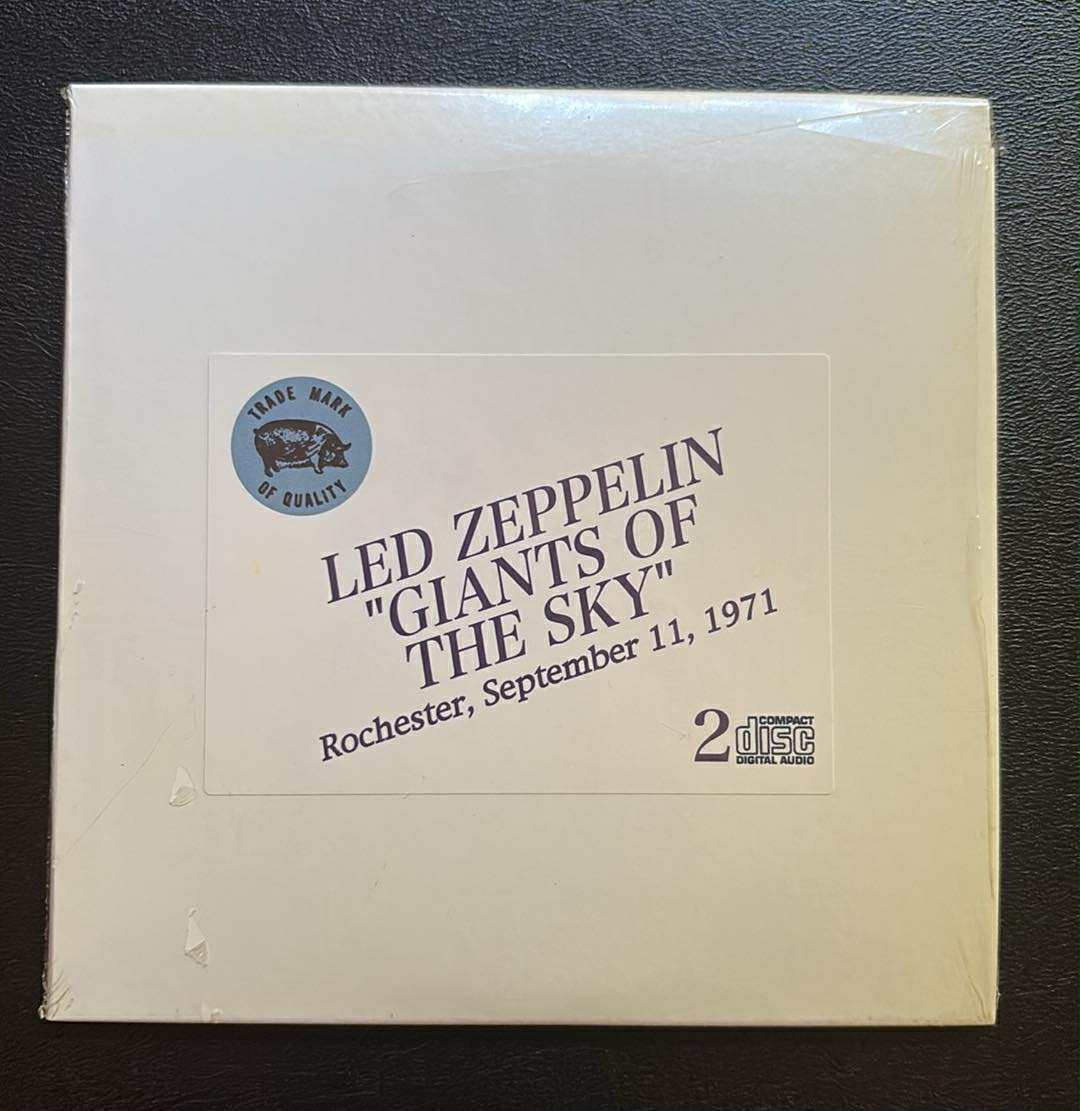 TRADE MARK
OF QUALITY
LED ZEPPELIN
"GIANTS OF
THE SKY"
Rochester, September 11, 1971
2 COMPACT
disc
DIGITAL AUDIO